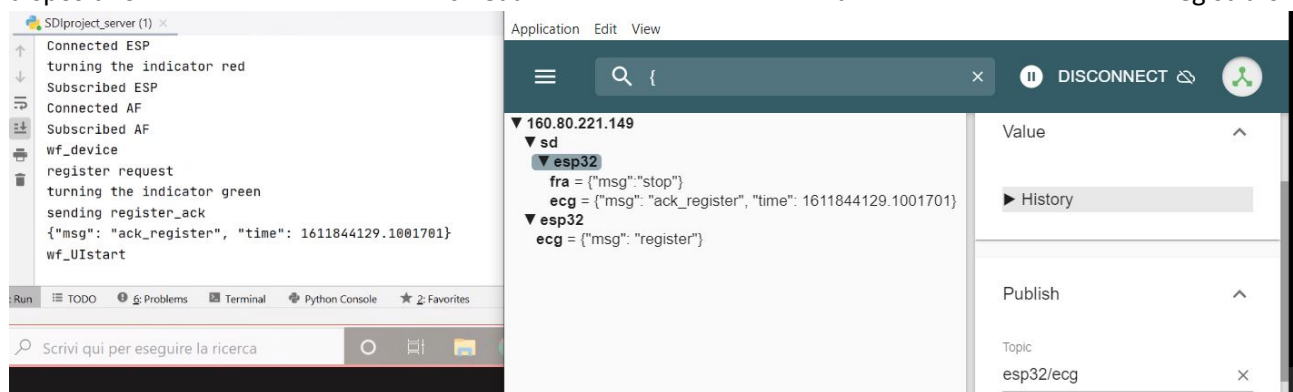 SDIproject_server (1) ×
Connected ESP
turning the indicator red
Subscribed ESP
Connected AF
Subscribed AF
wf_device
register request
turning the indicator green
sending register_ack
{"msg": "ack_register", "time": 1611844129.1001701}
wf_UIstart
Run TODO 6: Problems Terminal Python Console 2: Favorites
Scrivi qui per eseguire la ricerca
Application Edit View
{ × DISCONNECT
▼ 160.80.221.149
▼ sd
▼ esp32
fra = {"msg":"stop"}
ecg = {"msg": "ack_register", "time": 1611844129.1001701}
▼ esp32
ecg = {"msg": "register"}
Value
▶ History
Publish
Topic
esp32/ecg ×